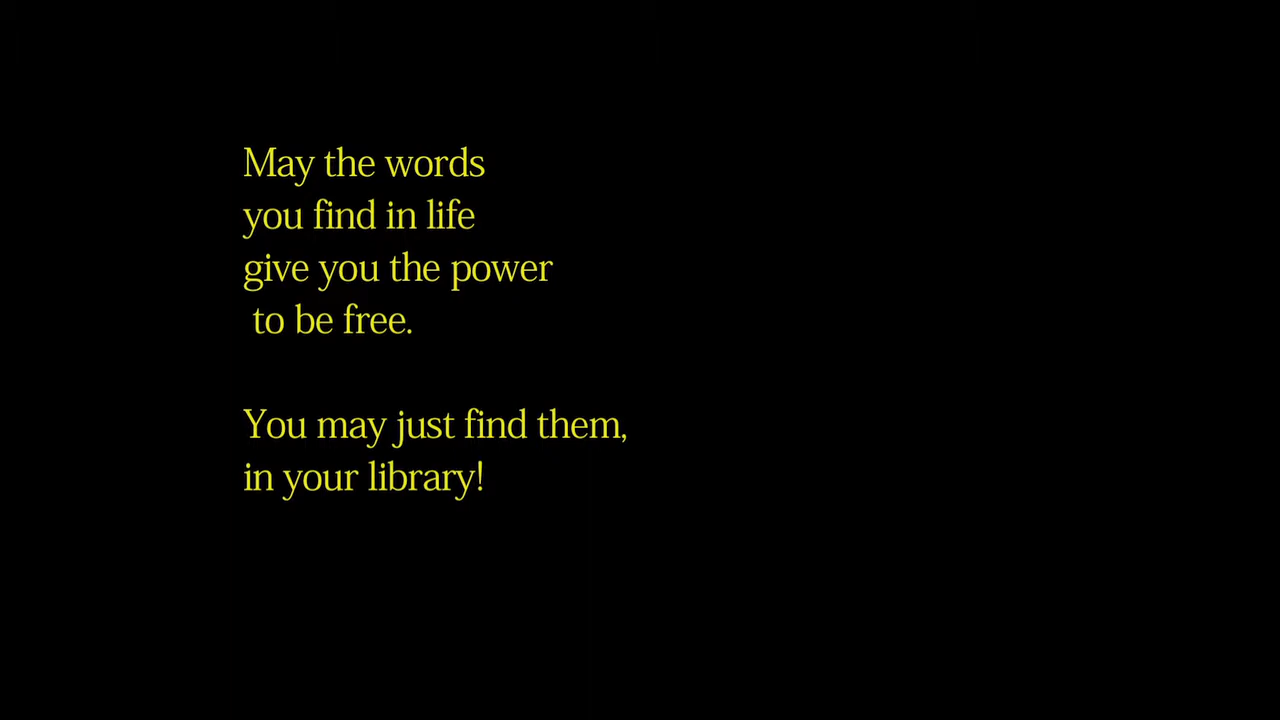 May the words
you find in life
give you the power
to be free.
You may just find them,
in your library!